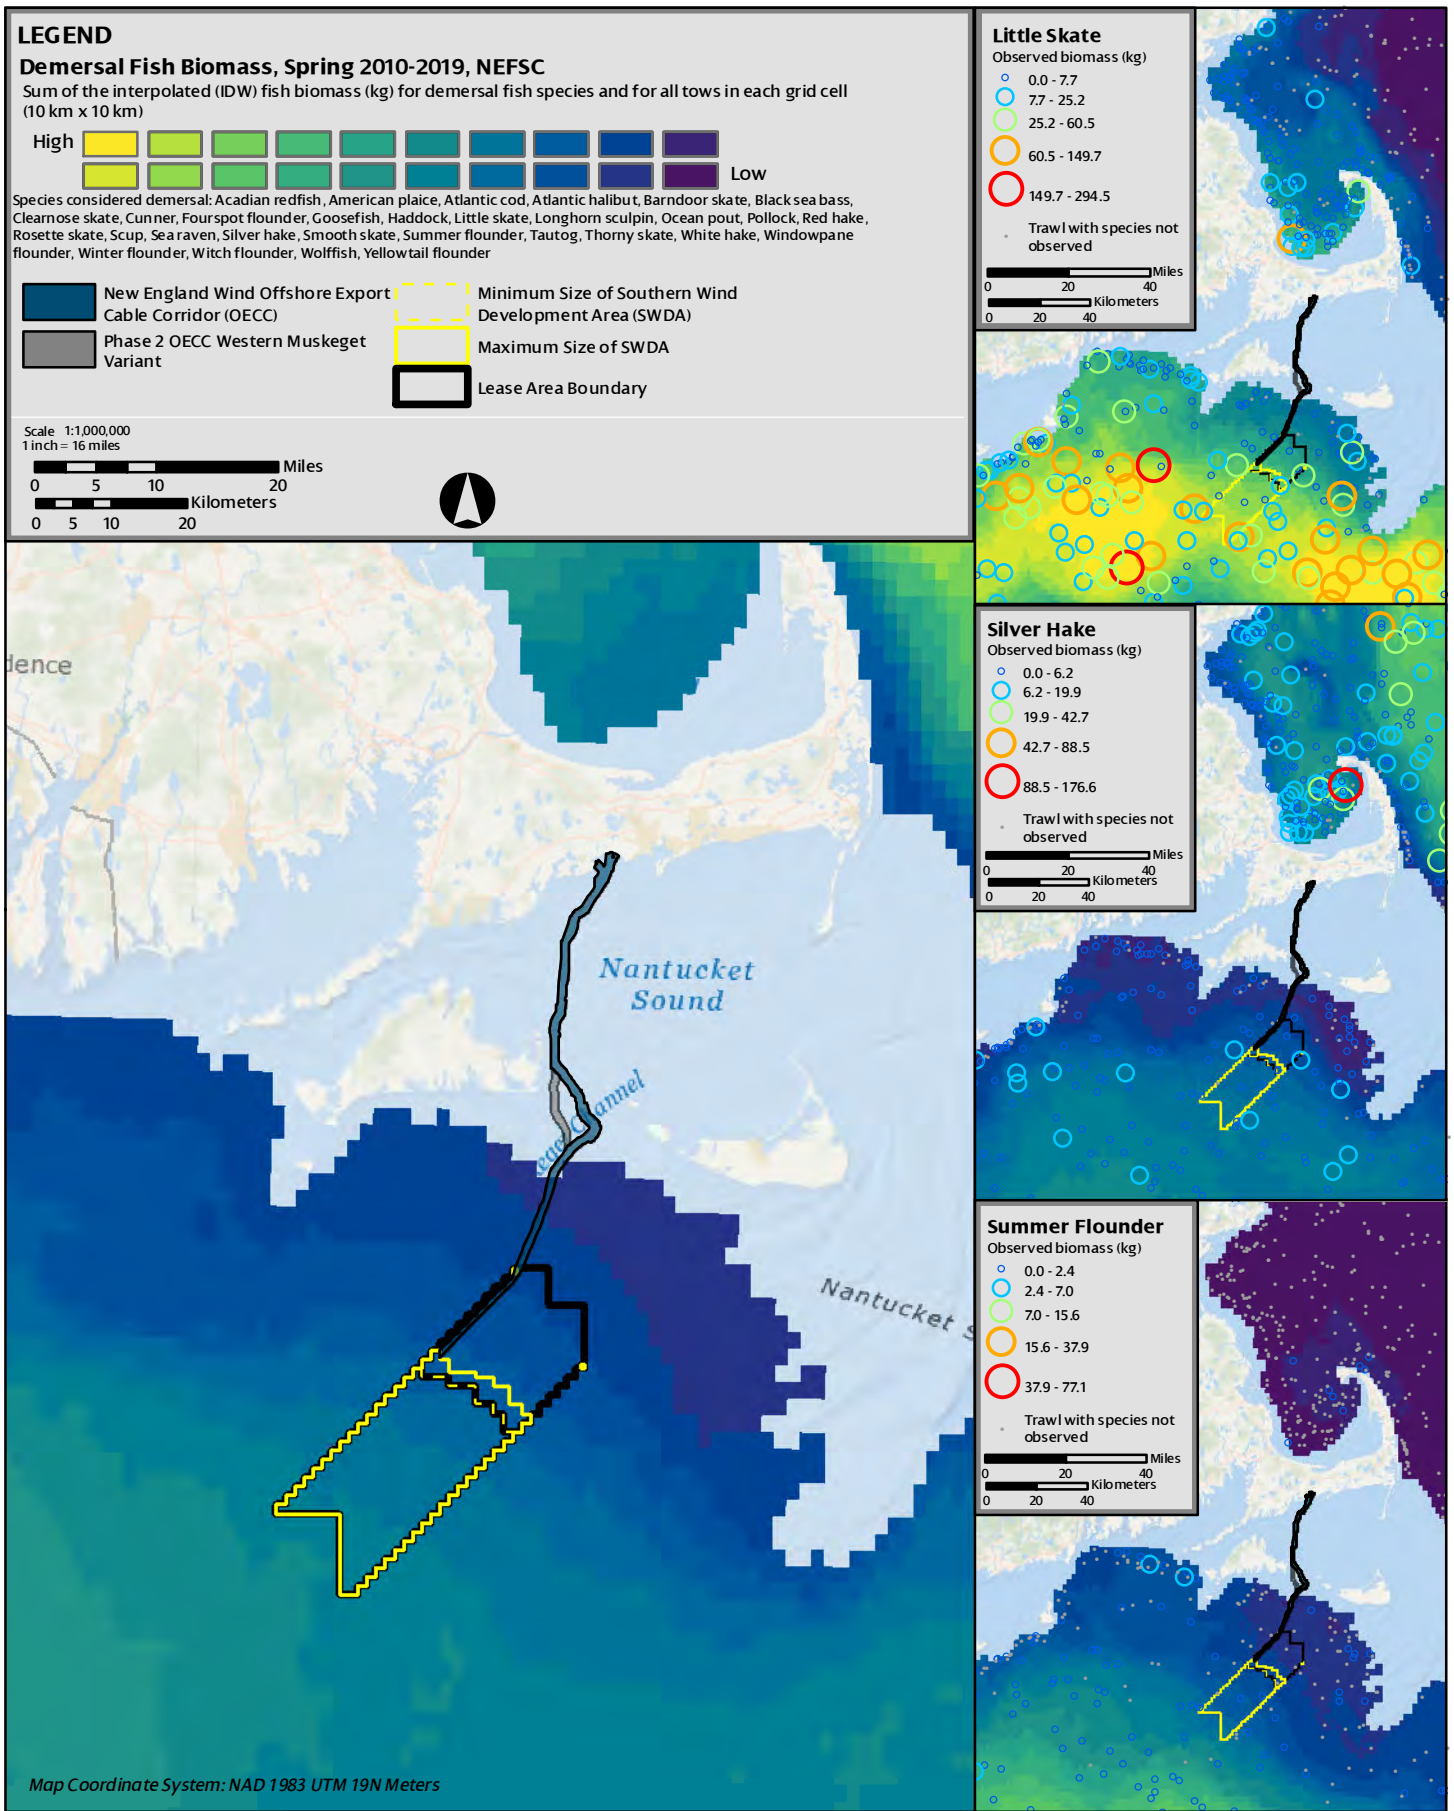 LEGEND
Demersal Fish Biomass, Spring 2010-2019, NEFSC
Sum of the interpolated (IDW) fish biomass (kg) for demersal fish species and for all tows in each grid cell
(10 km x 10 km)
High
Low
Species considered demersal: Acadian redfish, American plaice, Atlantic cod, Atlantic halibut, Barndoor skate, Black sea bass,
Clearnose skate, Cunner, Fourspot flounder, Goosefish, Haddock, Little skate, Longhorn sculpin, Ocean pout, Pollock, Red hake,
Rosette skate, Scup, Sea raven, Silver hake, Smooth skate, Summer flounder, Tautog, Thorny skate, White hake, Windowpane
flounder, Winter flounder, Witch flounder, Wolffish, Yellowtail flounder
New England Wind Offshore Export
Cable Corridor (OECC)
Phase 2 OECC Western Muskeget
Variant
Minimum Size of Southern Wind
Development Area (SWDA)
Maximum Size of SWDA
Lease Area Boundary
Scale 1:1,000,000
1 inch = 16 miles
Miles
0 5 10 20
Kilometers
0 5 10 20
dence
Nantucket
Sound
eac Channel
Nantucket S
Map Coordinate System: NAD 1983 UTM 19N Meters
Little Skate
Observed biomass (kg)
0.0 - 7.7
7.7 - 25.2
25.2 - 60.5
60.5 - 149.7
149.7 - 294.5
Trawl with species not
observed
Miles
0 20 40
Kilometers
0 20 40
Silver Hake
Observed biomass (kg)
0.0 - 6.2
6.2 - 19.9
19.9 - 42.7
42.7 - 88.5
88.5 - 176.6
Trawl with species not
observed
Miles
0 20 40
Kilometers
0 20 40
Summer Flounder
Observed biomass (kg)
0.0 - 2.4
2.4 - 7.0
7.0 - 15.6
15.6 - 37.9
37.9 - 77.1
Trawl with species not
observed
Miles
0 20 40
Kilometers
0 20 40